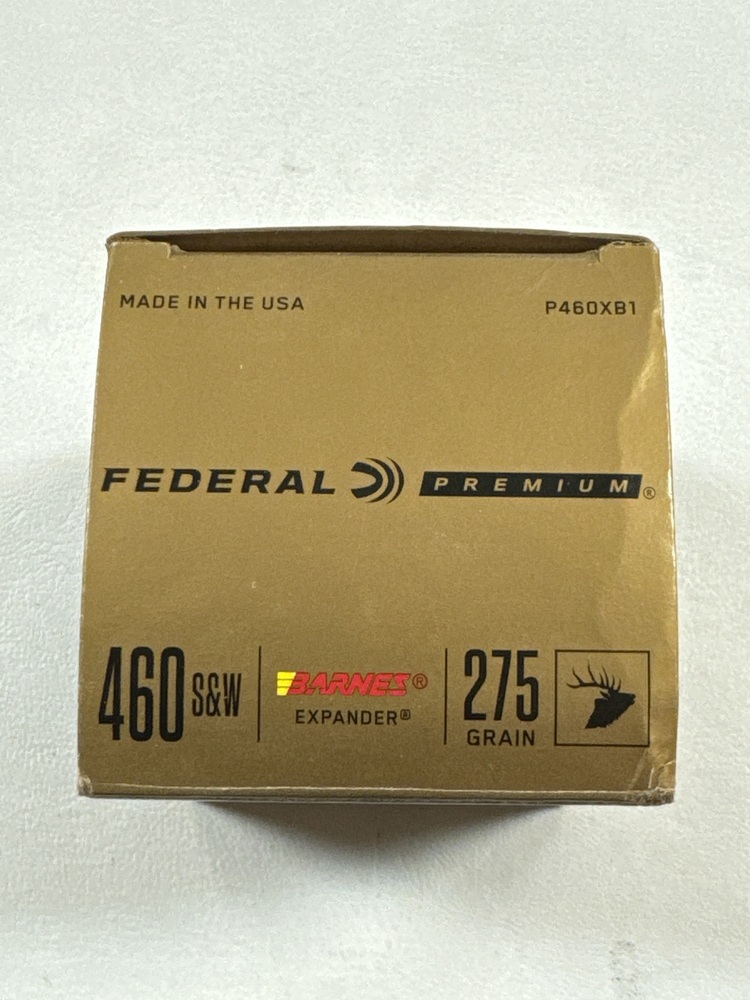 MADE IN THE USA P460XB1
FEDERAL PREMIUM®
460 S&W BARNES® EXPANDER® 275 GRAIN